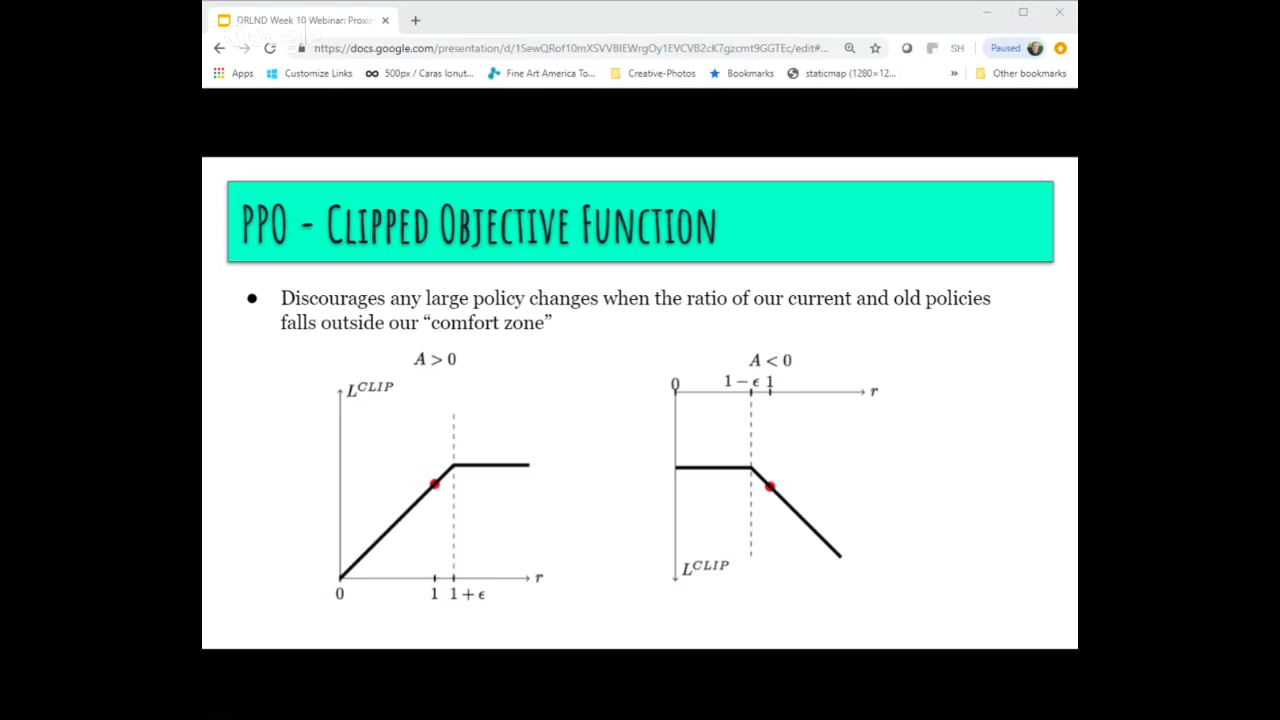 DRLND Week 10 Webinar: Proxim
Google
https://docs.google.com/presentation/d/1SewQRof10mXSVVBIEWrgOy1EVCVB2cK7gzcmt9GGTEc/edit#...
SH
Paused
Apps
Customize Links
500px / Caras Ionut...
Fine Art America To...
Creative-Photos
Bookmarks
staticmap (1280×12...
»
Other bookmarks
PPO - Clipped Objective Function
● Discourages any large policy changes when the ratio of our current and old policies
falls outside our “comfort zone”
A > 0
L^CLIP
0
1
1 + ϵ
r
A < 0
0
1 − ϵ
1
r
L^CLIP